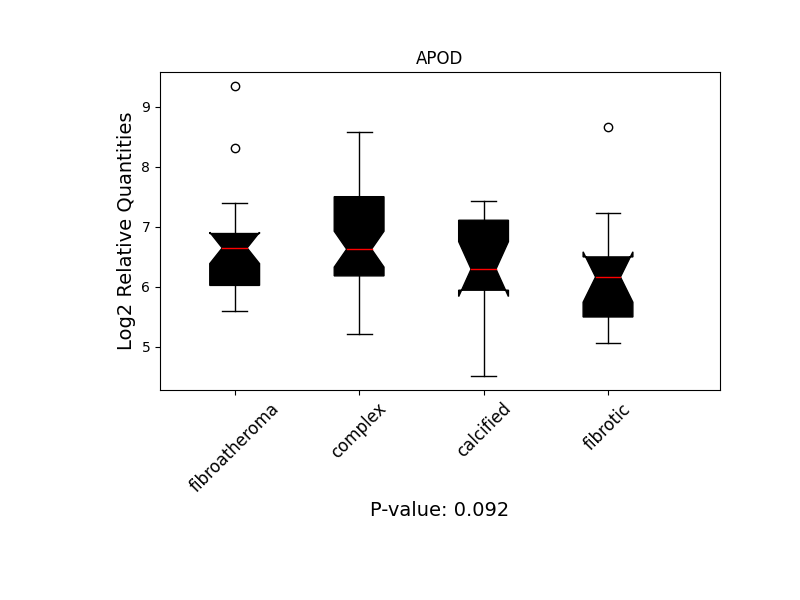 APOD
Log2 Relative Quantities
9
8
7
6
5
fibroatheroma
complex
calcified
fibrotic
P-value: 0.092